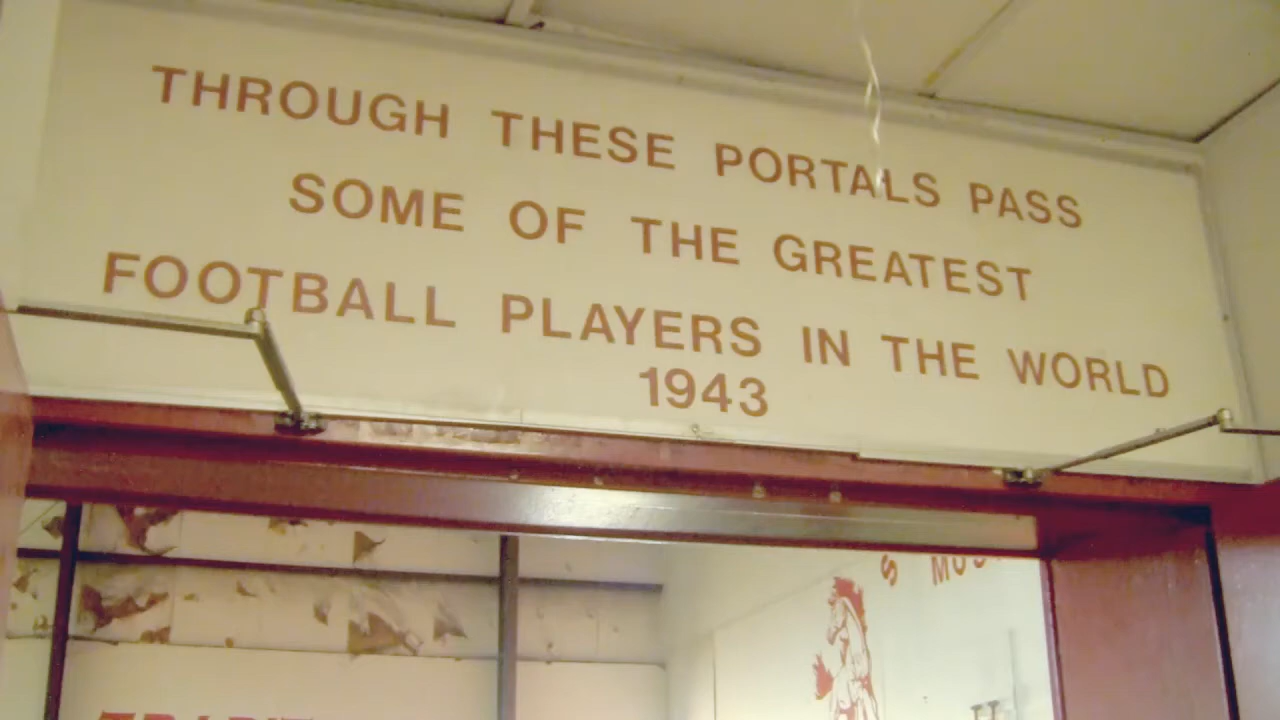 THROUGH THESE PORTALS PASS
SOME OF THE GREATEST
FOOTBALL PLAYERS IN THE WORLD
1943